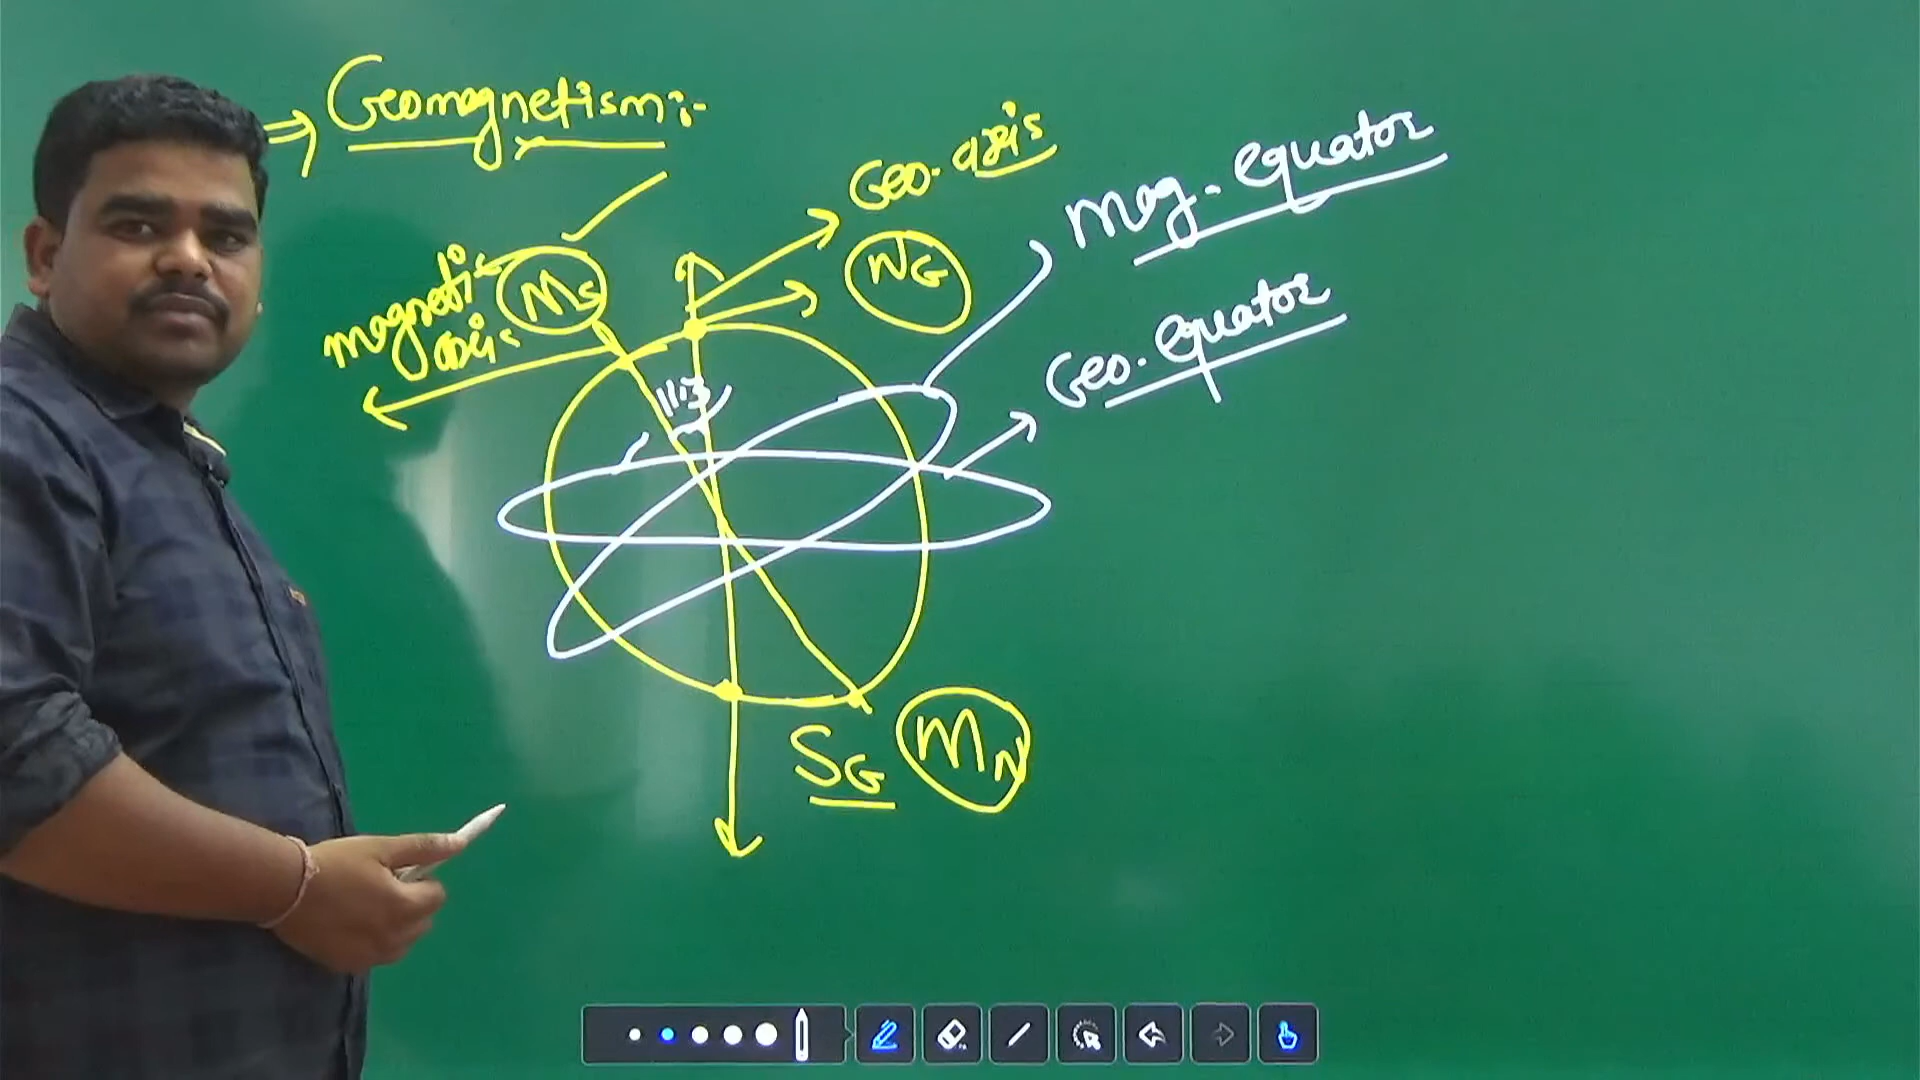 ⇒ Geomagnetism:-
Geo. axis
Mag. equator
magnetic
axis
Ms
NG
Geo. equator
11.3
SG
MN